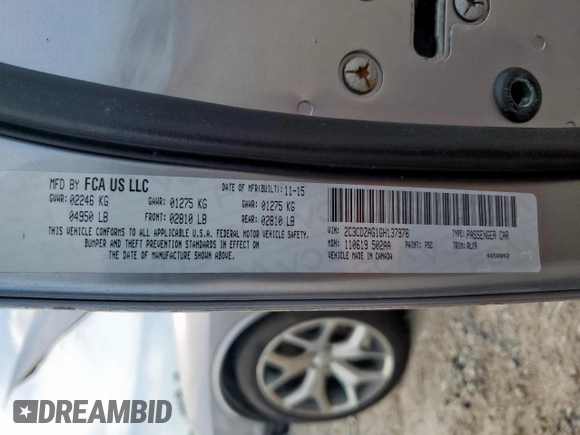 MFD BY FCA US LLC DATE OF MFR(BUILT): 11-15
GVWR: 02246 KG GAWR: 01275 KG GAWR: 01275 KG
04950 LB FRONT: 02810 LB REAR: 02810 LB
THIS VEHICLE CONFORMS TO ALL APPLICABLE U.S.A. FEDERAL MOTOR VEHICLE SAFETY,
BUMPER AND THEFT PREVENTION STANDARDS IN EFFECT ON
THE DATE OF MANUFACTURE SHOWN ABOVE.
VIN: 2C3CDZAG1GH137976 TYPE: PASSENGER CAR
MDH: 110619 502AA PAINT: PSC TRIM: RLX9
VEHICLE MADE IN CANADA
DREAMBID